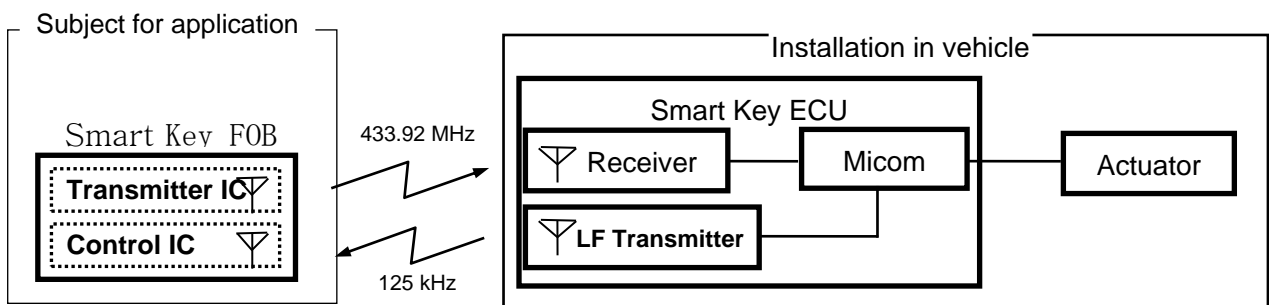 Subject for application
Smart Key FOB
Transmitter IC
Control IC
433.92 MHz
125 kHz
Installation in vehicle
Smart Key ECU
Receiver
Micom
Actuator
LF Transmitter